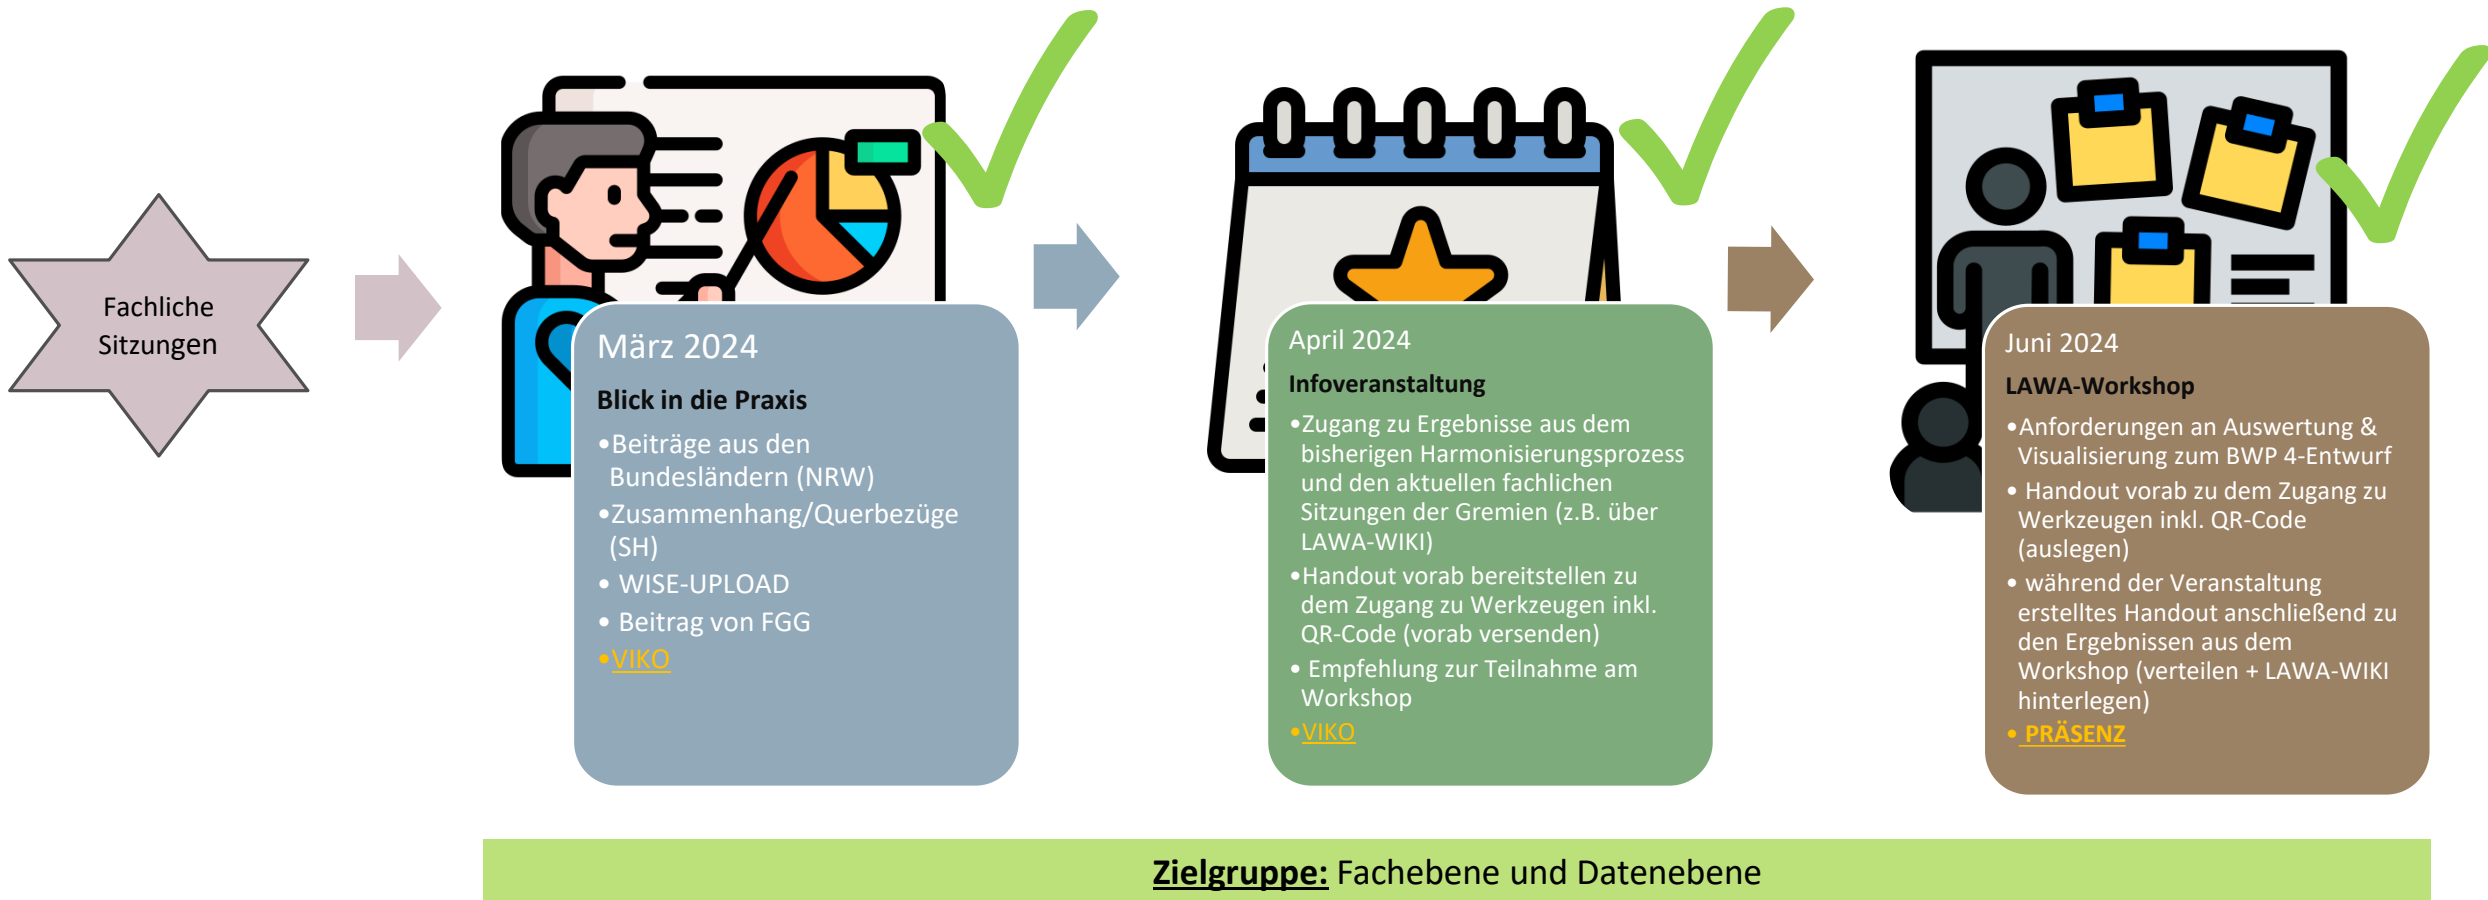 Fachliche
Sitzungen
März 2024
Blick in die Praxis
•Beiträge aus den
Bundesländern (NRW)
•Zusammenhang/Querbezüge
(SH)
• WISE-UPLOAD
• Beitrag von FGG
•VIKO
April 2024
Infoveranstaltung
•Zugang zu Ergebnisse aus dem
bisherigen Harmonisierungsprozess
und den aktuellen fachlichen
Sitzungen der Gremien (z.B. über
LAWA-WIKI)
•Handout vorab bereitstellen zu
dem Zugang zu Werkzeugen inkl.
QR-Code (vorab versenden)
• Empfehlung zur Teilnahme am
Workshop
•VIKO
Juni 2024
LAWA-Workshop
•Anforderungen an Auswertung &
Visualisierung zum BWP 4-Entwurf
• Handout vorab zu dem Zugang zu
Werkzeugen inkl. QR-Code
(auslegen)
• während der Veranstaltung
erstelltes Handout anschließend zu
den Ergebnissen aus dem
Workshop (verteilen + LAWA-WIKI
hinterlegen)
• PRÄSENZ
Zielgruppe: Fachebene und Datenebene